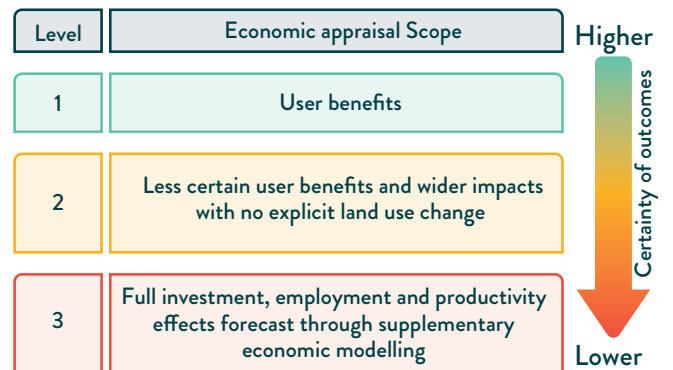 Level
Economic appraisal Scope
Higher
1
User benefits
2
Less certain user benefits and wider impacts
with no explicit land use change
Certainty of outcomes
3
Full investment, employment and productivity
effects forecast through supplementary
economic modelling
Lower